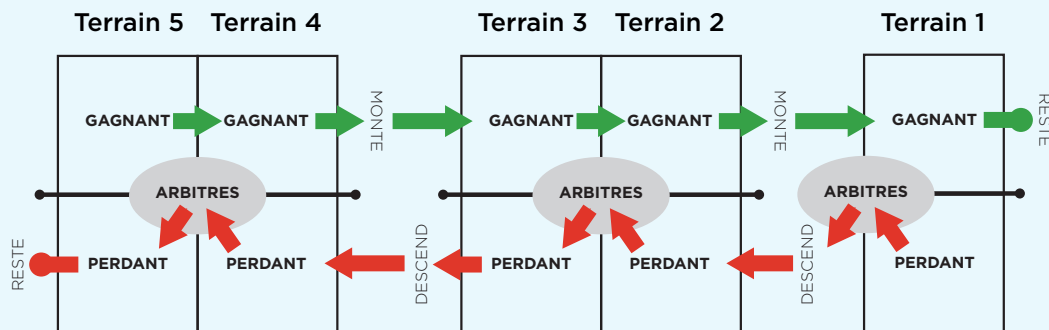 Terrain 5
Terrain 4
Terrain 3
Terrain 2
Terrain 1
GAGNANT
GAGNANT
MONTE
GAGNANT
GAGNANT
MONTE
GAGNANT
RESTE
ARBITRES
ARBITRES
ARBITRES
RESTE
PERDANT
PERDANT
DESCEND
PERDANT
PERDANT
DESCEND
PERDANT